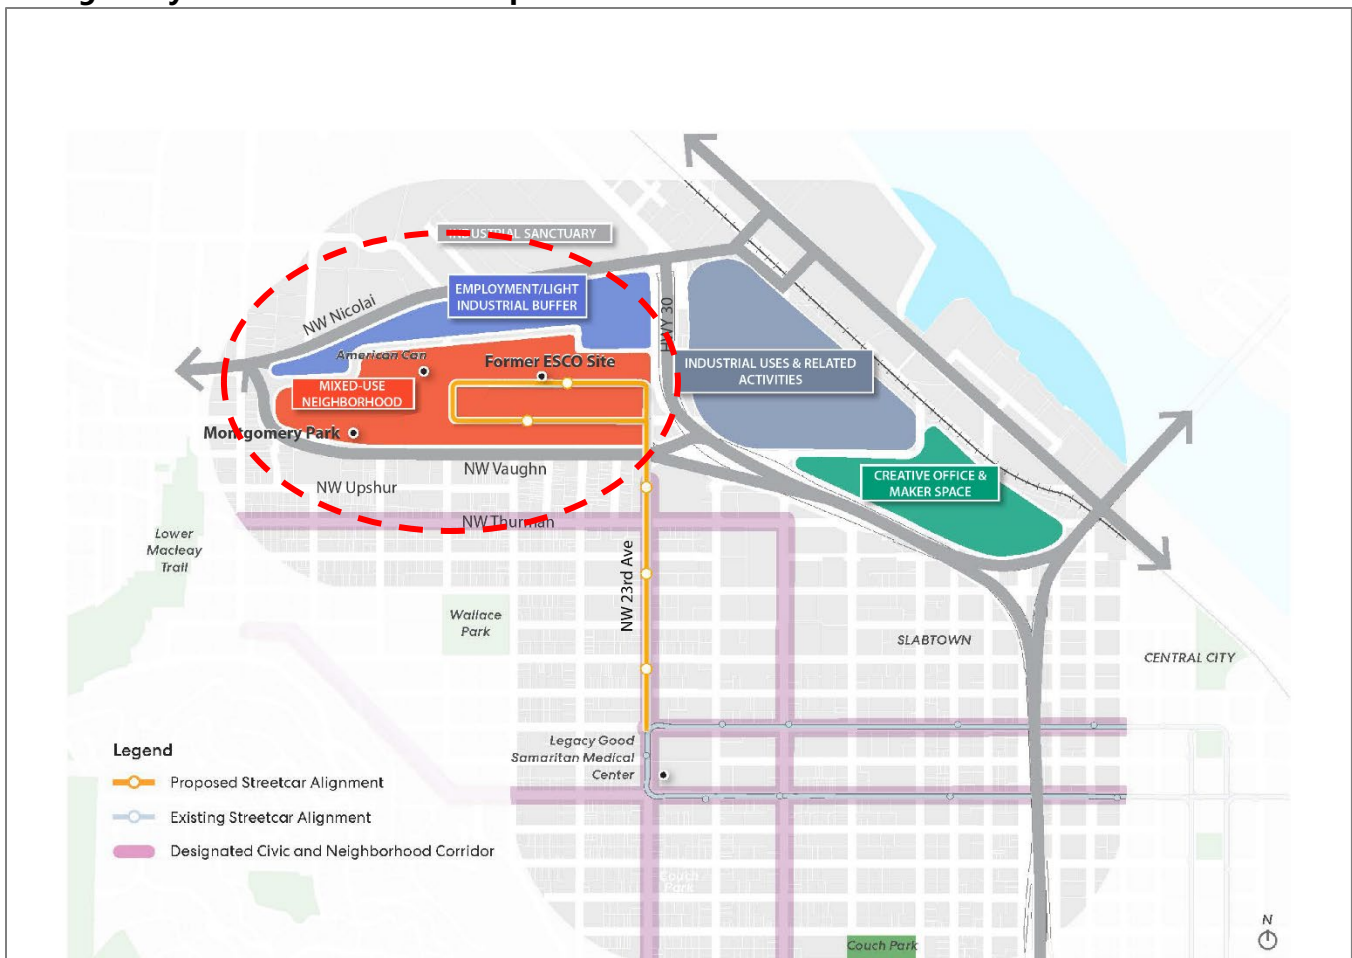 INDUSTRIAL SANCTUARY
EMPLOYMENT/LIGHT
INDUSTRIAL BUFFER
NW Nicolai
HWY 30
American Can
Former ESCO Site
INDUSTRIAL USES & RELATED
ACTIVITIES
MIXED-USE
NEIGHBORHOOD
Montgomery Park
NW Vaughn
CREATIVE OFFICE &
MAKER SPACE
NW Upshur
NW Thurman
Lower
Macleay
Trail
NW 23rd Ave
Wallace
Park
SLABTOWN
CENTRAL CITY
Legacy Good
Samaritan Medical
Center
Legend
Proposed Streetcar Alignment
Existing Streetcar Alignment
Designated Civic and Neighborhood Corridor
Couch
Park
Couch Park
N